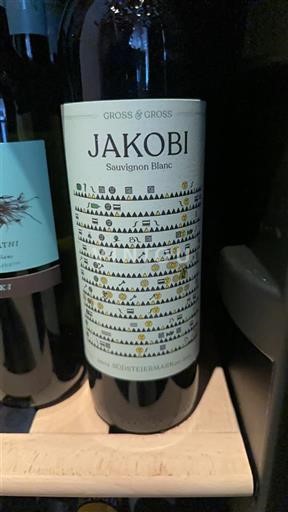 GROSS & GROSS
JAKOBI
Sauvignon Blanc
SÜDSTEIERMARK